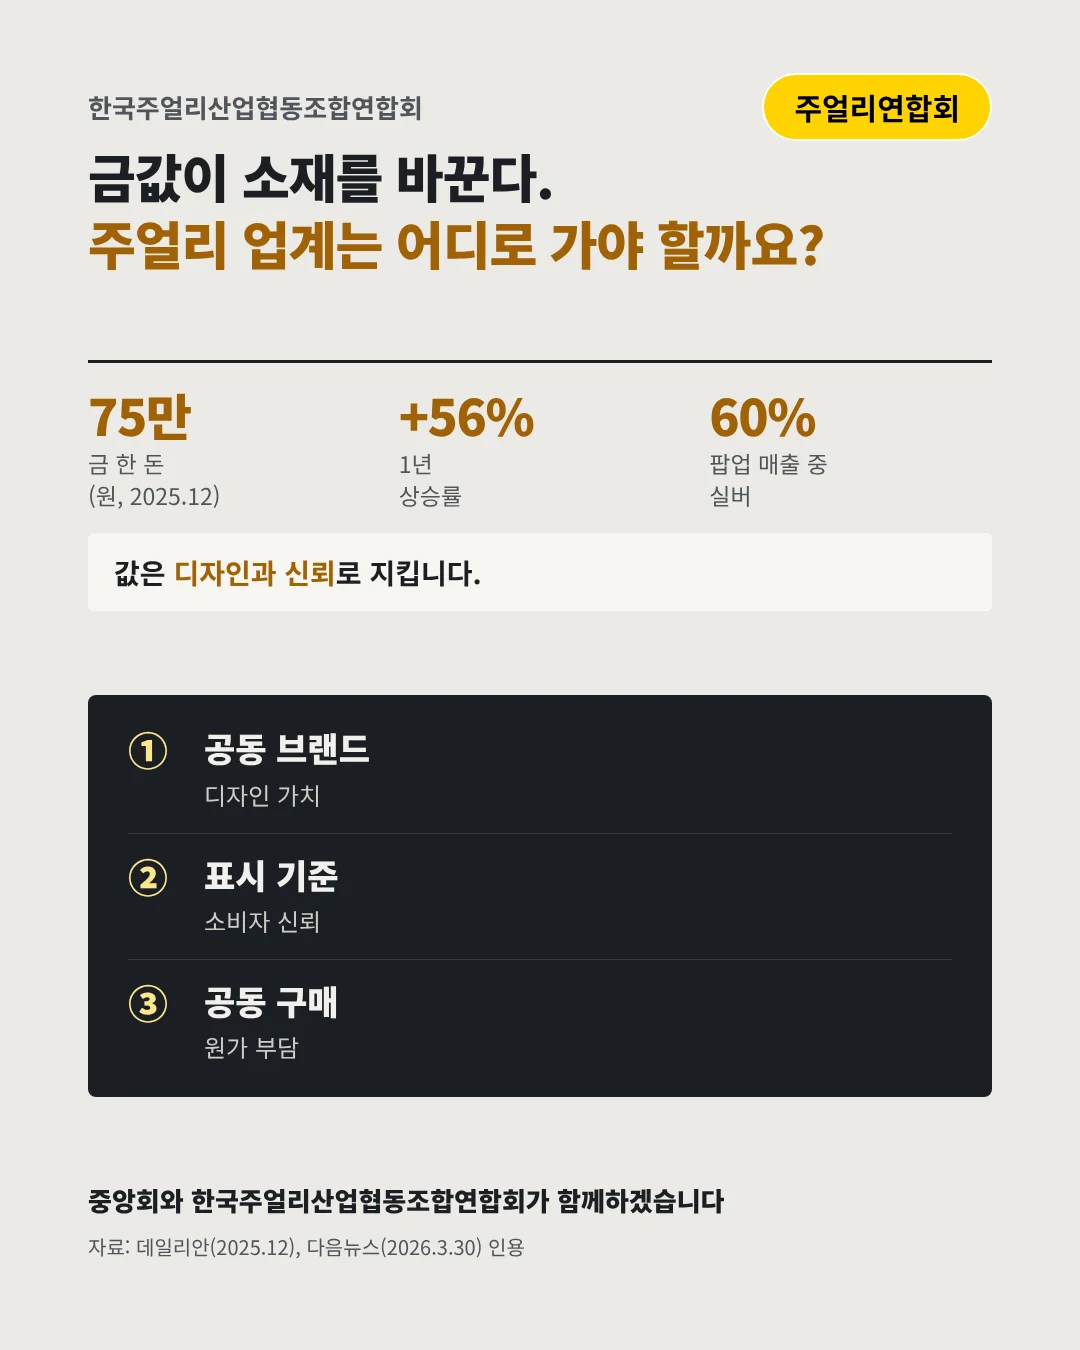 한국주얼리산업협동조합연합회
주얼리연합회
금값이 소재를 바꾼다.
주얼리 업계는 어디로 가야 할까요?
75만
금 한 돈
(원, 2025.12)
+56%
1년
상승률
60%
팝업 매출 중
실버
값은 디자인과 신뢰로 지킵니다.
① 공동 브랜드
디자인 가치
② 표시 기준
소비자 신뢰
③ 공동 구매
원가 부담
중앙회와 한국주얼리산업협동조합연합회가 함께하겠습니다
자료: 데일리안(2025.12), 다음뉴스(2026.3.30) 인용